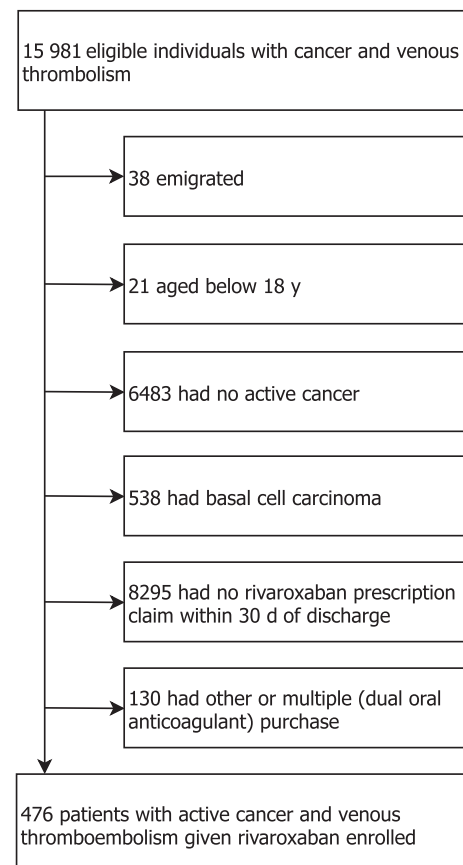 15 981 eligible individuals with cancer and venous
thrombolism
38 emigrated
21 aged below 18 y
6483 had no active cancer
538 had basal cell carcinoma
8295 had no rivaroxaban prescription
claim within 30 d of discharge
130 had other or multiple (dual oral
anticoagulant) purchase
476 patients with active cancer and venous
thromboembolism given rivaroxaban enrolled